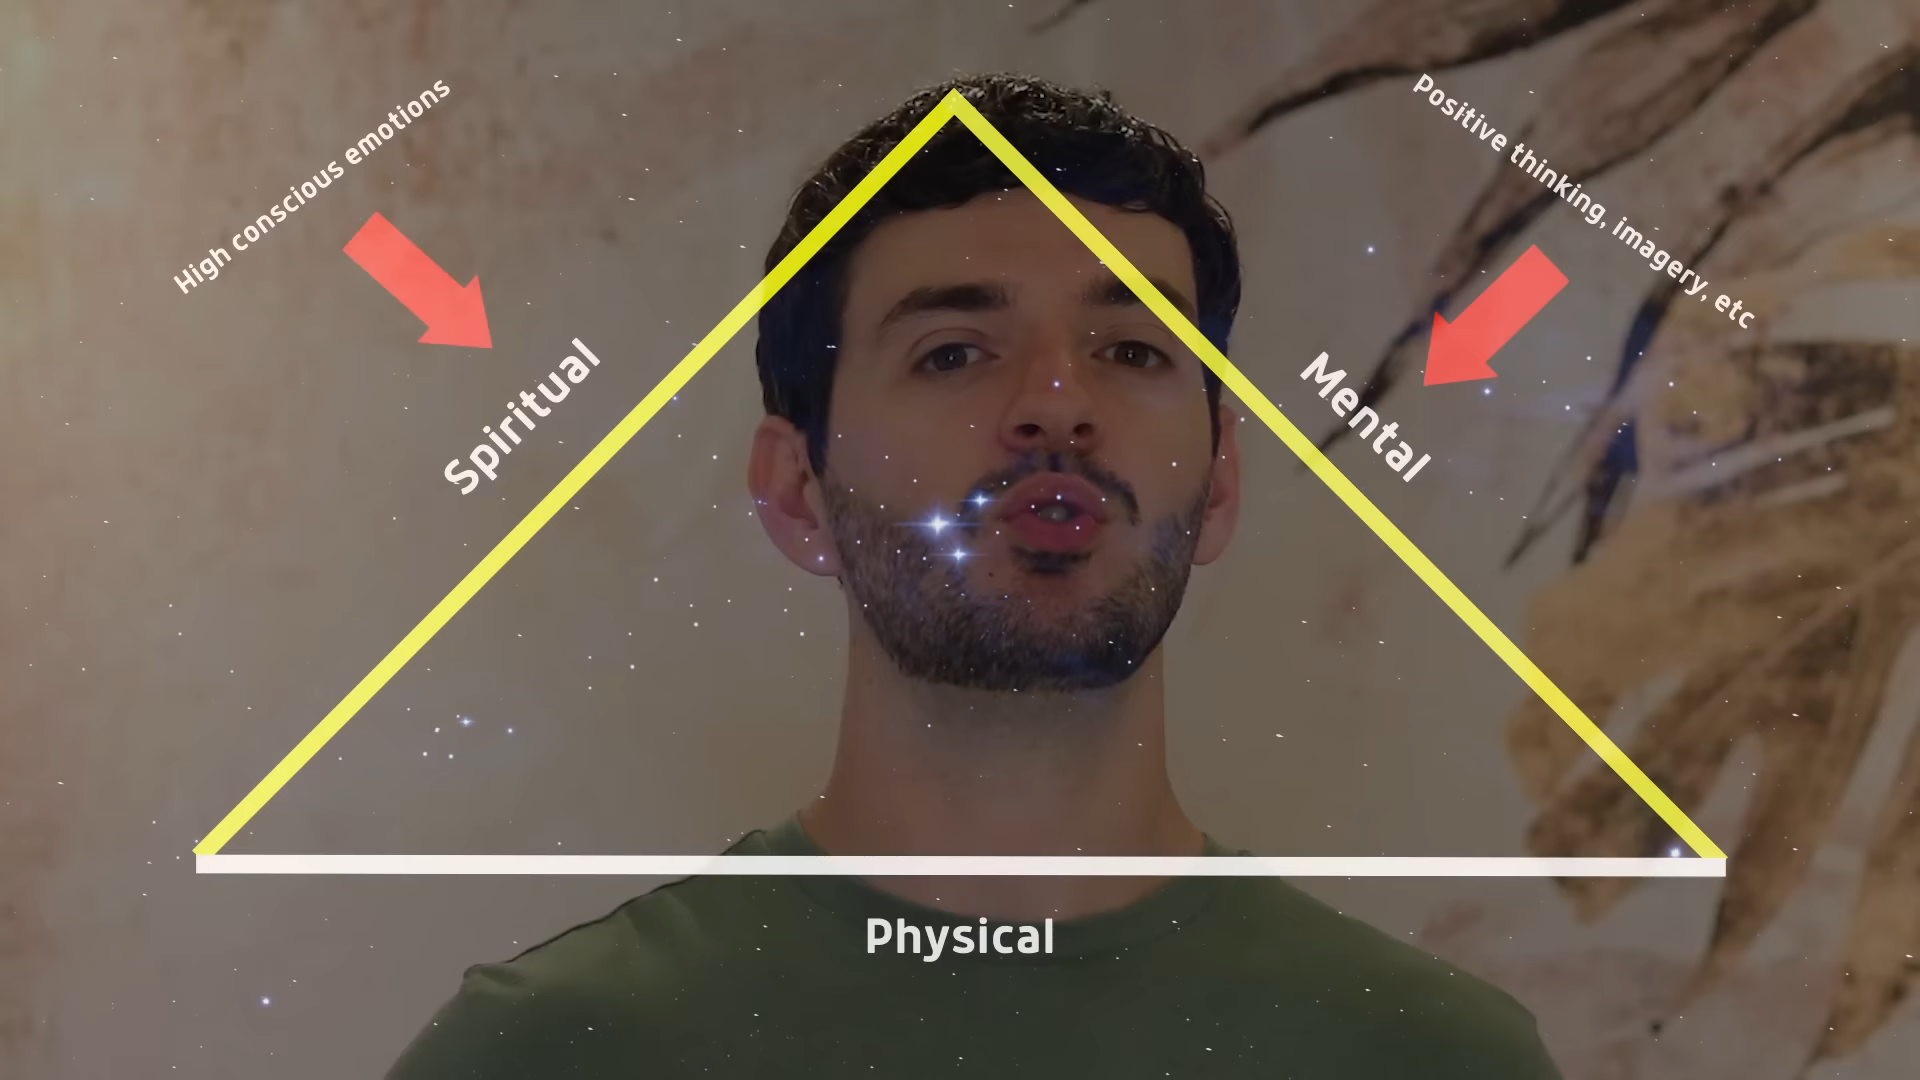 High conscious emotions
Positive thinking, imagery, etc
Spiritual
Mental
Physical